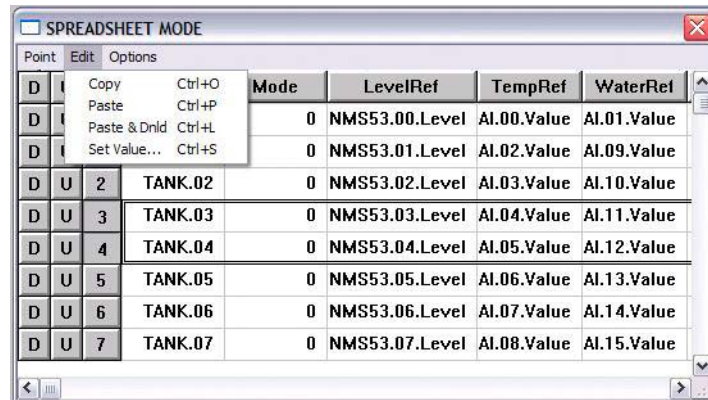 SPREADSHEET MODE
Point Edit Options
D Mode LevelRef TempRef WaterRef
Copy Ctrl+O
Paste Ctrl+P
Paste & Dnld Ctrl+L
Set Value... Ctrl+S
D 0 NMS53.00.Level AI.00.Value AI.01.Value
D 0 NMS53.01.Level AI.02.Value AI.09.Value
D U 2 TANK.02 0 NMS53.02.Level AI.03.Value AI.10.Value
D U 3 TANK.03 0 NMS53.03.Level AI.04.Value AI.11.Value
D U 4 TANK.04 0 NMS53.04.Level AI.05.Value AI.12.Value
D U 5 TANK.05 0 NMS53.05.Level AI.06.Value AI.13.Value
D U 6 TANK.06 0 NMS53.06.Level AI.07.Value AI.14.Value
D U 7 TANK.07 0 NMS53.07.Level AI.08.Value AI.15.Value